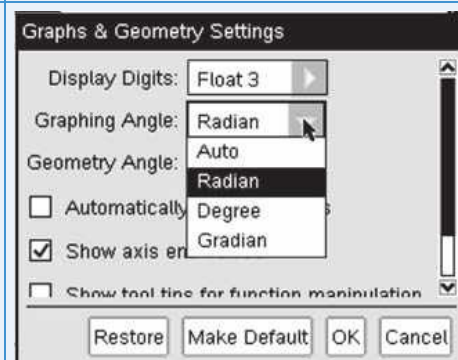 Graphs & Geometry Settings
Display Digits: Float 3
Graphing Angle: Radian
Auto
Geometry Angle:
Radian
Automatically
Degree
Show axis en
Gradian
Show tool tips for function manipulation
Restore Make Default OK Cancel